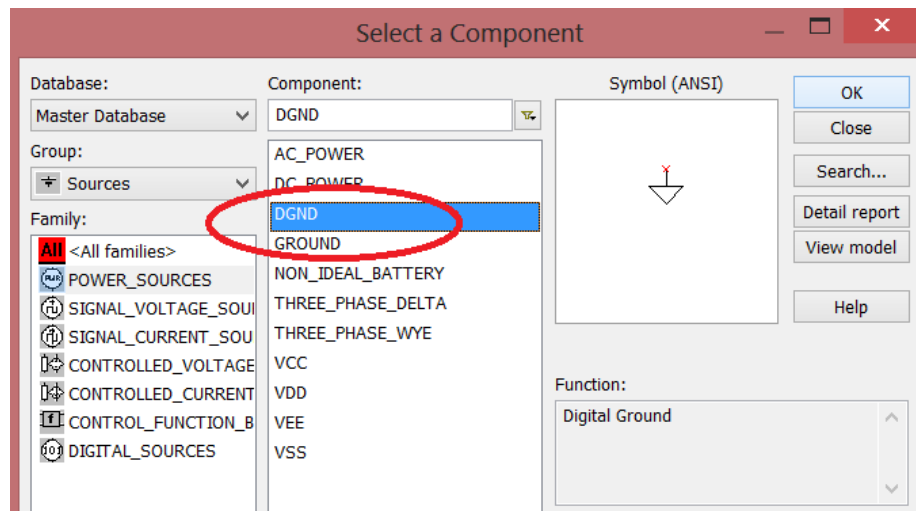 Select a Component
Database:
Master Database
Group:
Sources
Family:
All <All families>
POWER_SOURCES
SIGNAL_VOLTAGE_SOU
SIGNAL_CURRENT_SOU
CONTROLLED_VOLTAGE
CONTROLLED_CURRENT
CONTROL_FUNCTION_B
DIGITAL_SOURCES
Component:
DGND
AC_POWER
DC_POWER
DGND
GROUND
NON_IDEAL_BATTERY
THREE_PHASE_DELTA
THREE_PHASE_WYE
VCC
VDD
VEE
VSS
Symbol (ANSI)
Function:
Digital Ground
OK
Close
Search...
Detail report
View model
Help